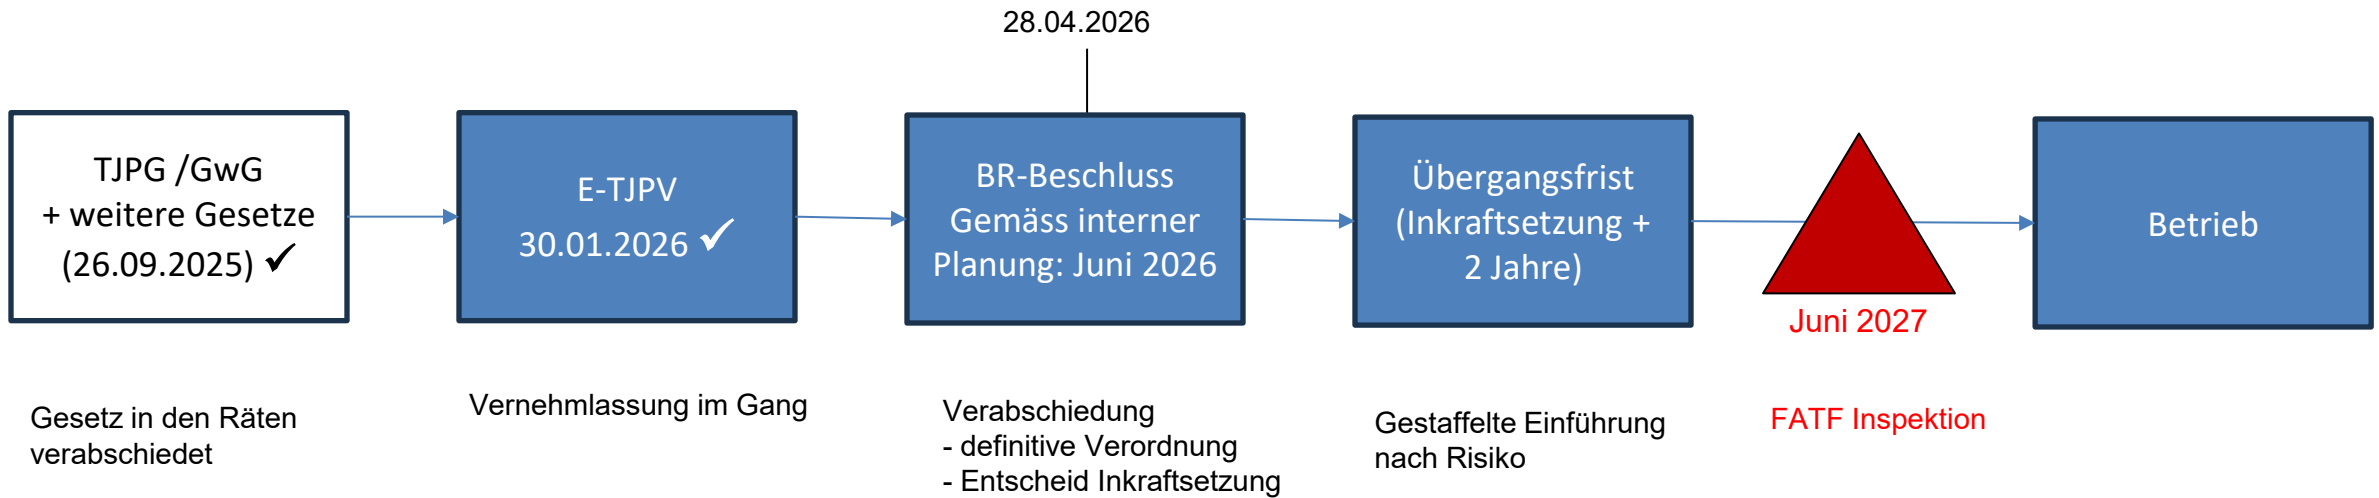 28.04.2026
TJPG /GwG
+ weitere Gesetze
(26.09.2025) ✓
E-TJPV
30.01.2026 ✓
BR-Beschluss
Gemäss interner
Planung: Juni 2026
Übergangsfrist
(Inkraftsetzung +
2 Jahre)
Juni 2027
Betrieb
Gesetz in den Räten
verabschiedet
Vernehmlassung im Gang
Verabschiedung
- definitive Verordnung
- Entscheid Inkraftsetzung
Gestaffelte Einführung
nach Risiko
FATF Inspektion